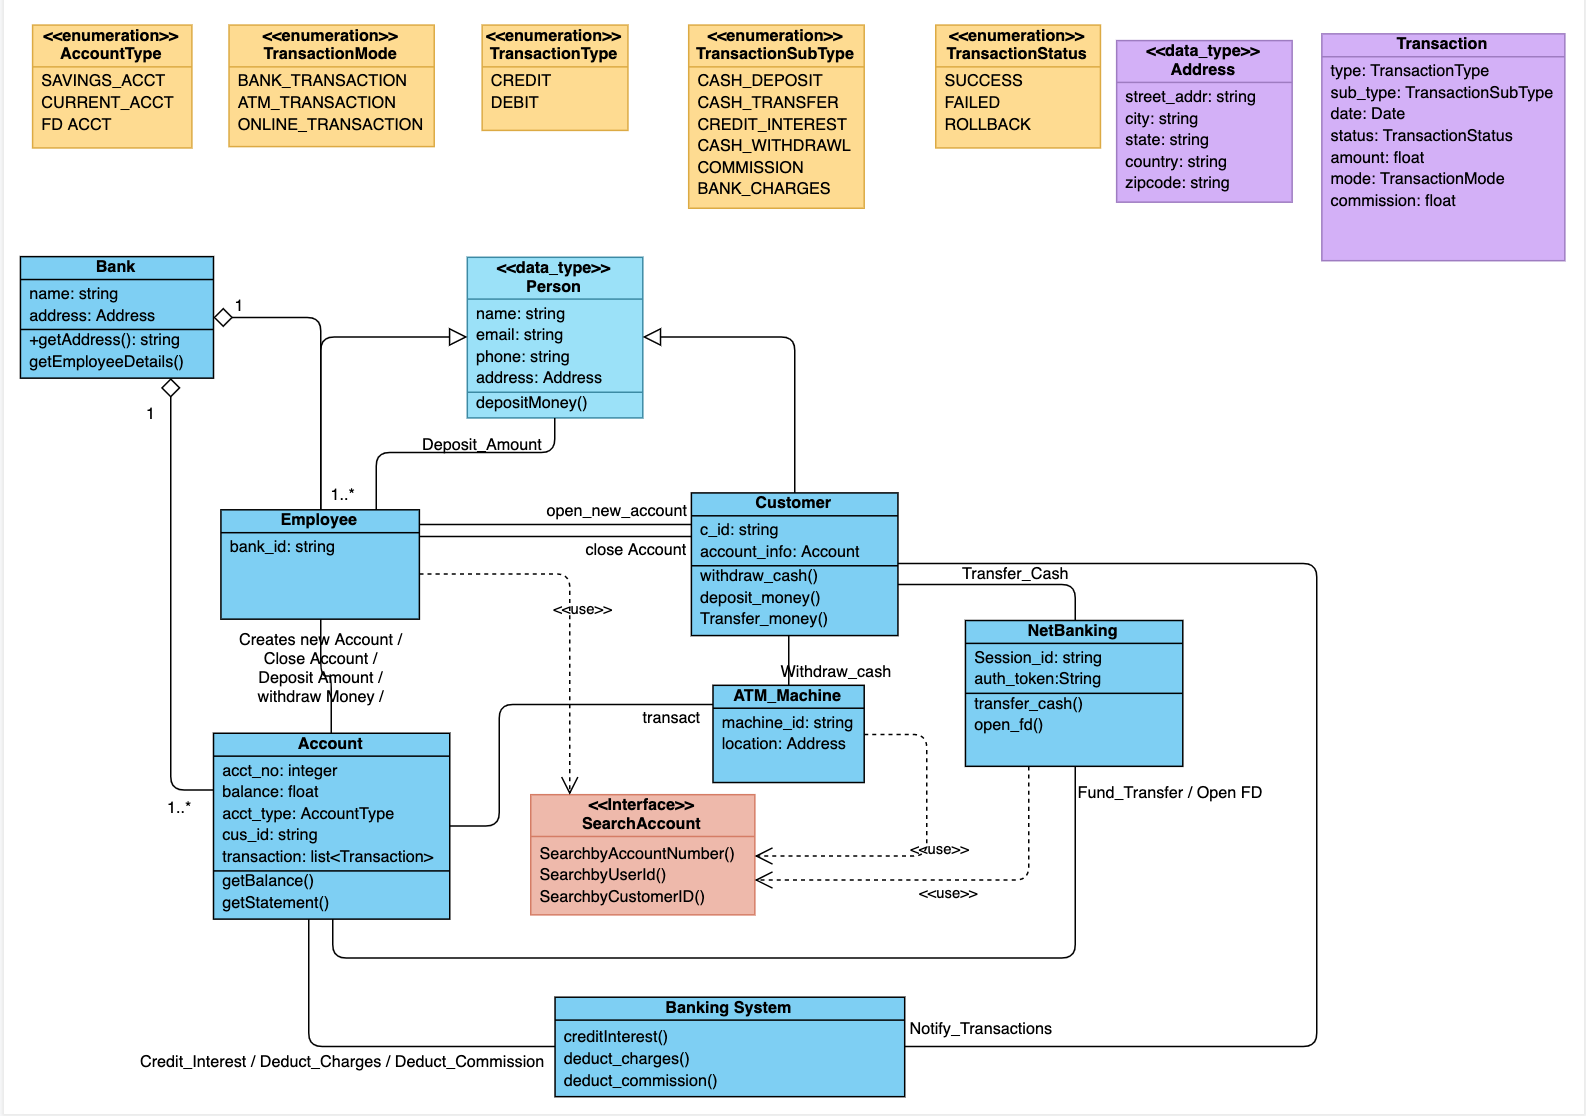 <<enumeration>>
AccountType
SAVINGS_ACCT
CURRENT_ACCT
FD ACCT
<<enumeration>>
TransactionMode
BANK_TRANSACTION
ATM_TRANSACTION
ONLINE_TRANSACTION
<<enumeration>>
TransactionType
CREDIT
DEBIT
<<enumeration>>
TransactionSubType
CASH_DEPOSIT
CASH_TRANSFER
CREDIT_INTEREST
CASH_WITHDRAWL
COMMISSION
BANK_CHARGES
<<enumeration>>
TransactionStatus
SUCCESS
FAILED
ROLLBACK
<<data_type>>
Address
street_addr: string
city: string
state: string
country: string
zipcode: string
Transaction
type: TransactionType
sub_type: TransactionSubType
date: Date
status: TransactionStatus
amount: float
mode: TransactionMode
commission: float
Bank
name: string
address: Address
+getAddress(): string
getEmployeeDetails()
1
1
<<data_type>>
Person
name: string
email: string
phone: string
address: Address
depositMoney()
Deposit_Amount
1..*
Employee
bank_id: string
open_new_account
close Account
<<use>>
Customer
c_id: string
account_info: Account
withdraw_cash()
deposit_money()
Transfer_money()
Transfer_Cash
NetBanking
Session_id: string
auth_token:String
transfer_cash()
open_fd()
Creates new Account /
Close Account /
Deposit Amount /
withdraw Money /
Withdraw_cash
ATM_Machine
machine_id: string
location: Address
transact
1..*
Account
acct_no: integer
balance: float
acct_type: AccountType
cus_id: string
transaction: list<Transaction>
getBalance()
getStatement()
<<Interface>>
SearchAccount
SearchbyAccountNumber()
SearchbyUserId()
SearchbyCustomerID()
<<use>>
<<use>>
Fund_Transfer / Open FD
Banking System
creditInterest()
deduct_charges()
deduct_commission()
Notify_Transactions
Credit_Interest / Deduct_Charges / Deduct_Commission